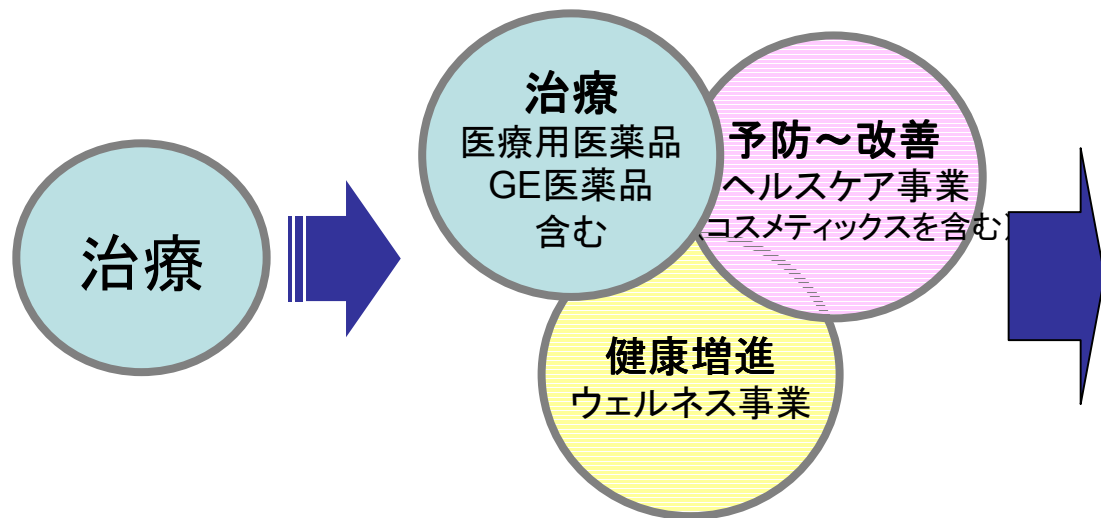 治療
治療
医療用医薬品
GE医薬品
含む
予防～改善
ヘルスケア事業
（コスメティックスを含む）
健康増進
ウェルネス事業